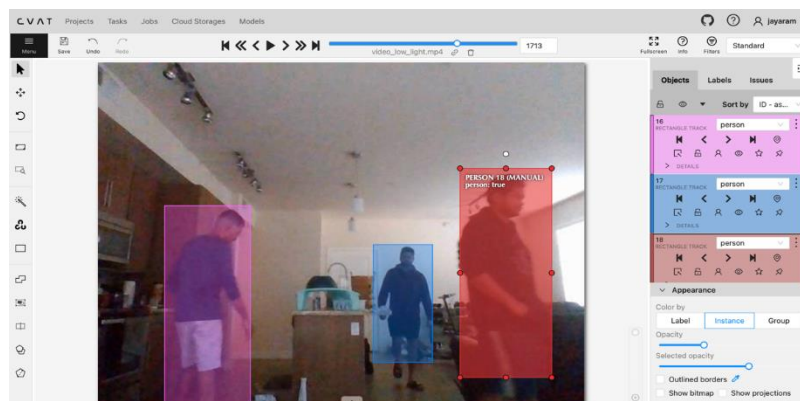 CVAT Projects Tasks Jobs Cloud Storages Models jayaram
Menu Save Undo Redo video_low_light.mp4 1713 Fullscreen Info Filters Standard
Objects Labels Issues
Sort by ID - as...
16 person
RECTANGLE TRACK
> DETAILS
17 person
RECTANGLE TRACK
> DETAILS
18 person
RECTANGLE TRACK
PERSON 18 (MANUAL)
person: true
Appearance
Color by
Label Instance Group
Opacity
Selected opacity
Outlined borders
Show bitmap Show projections